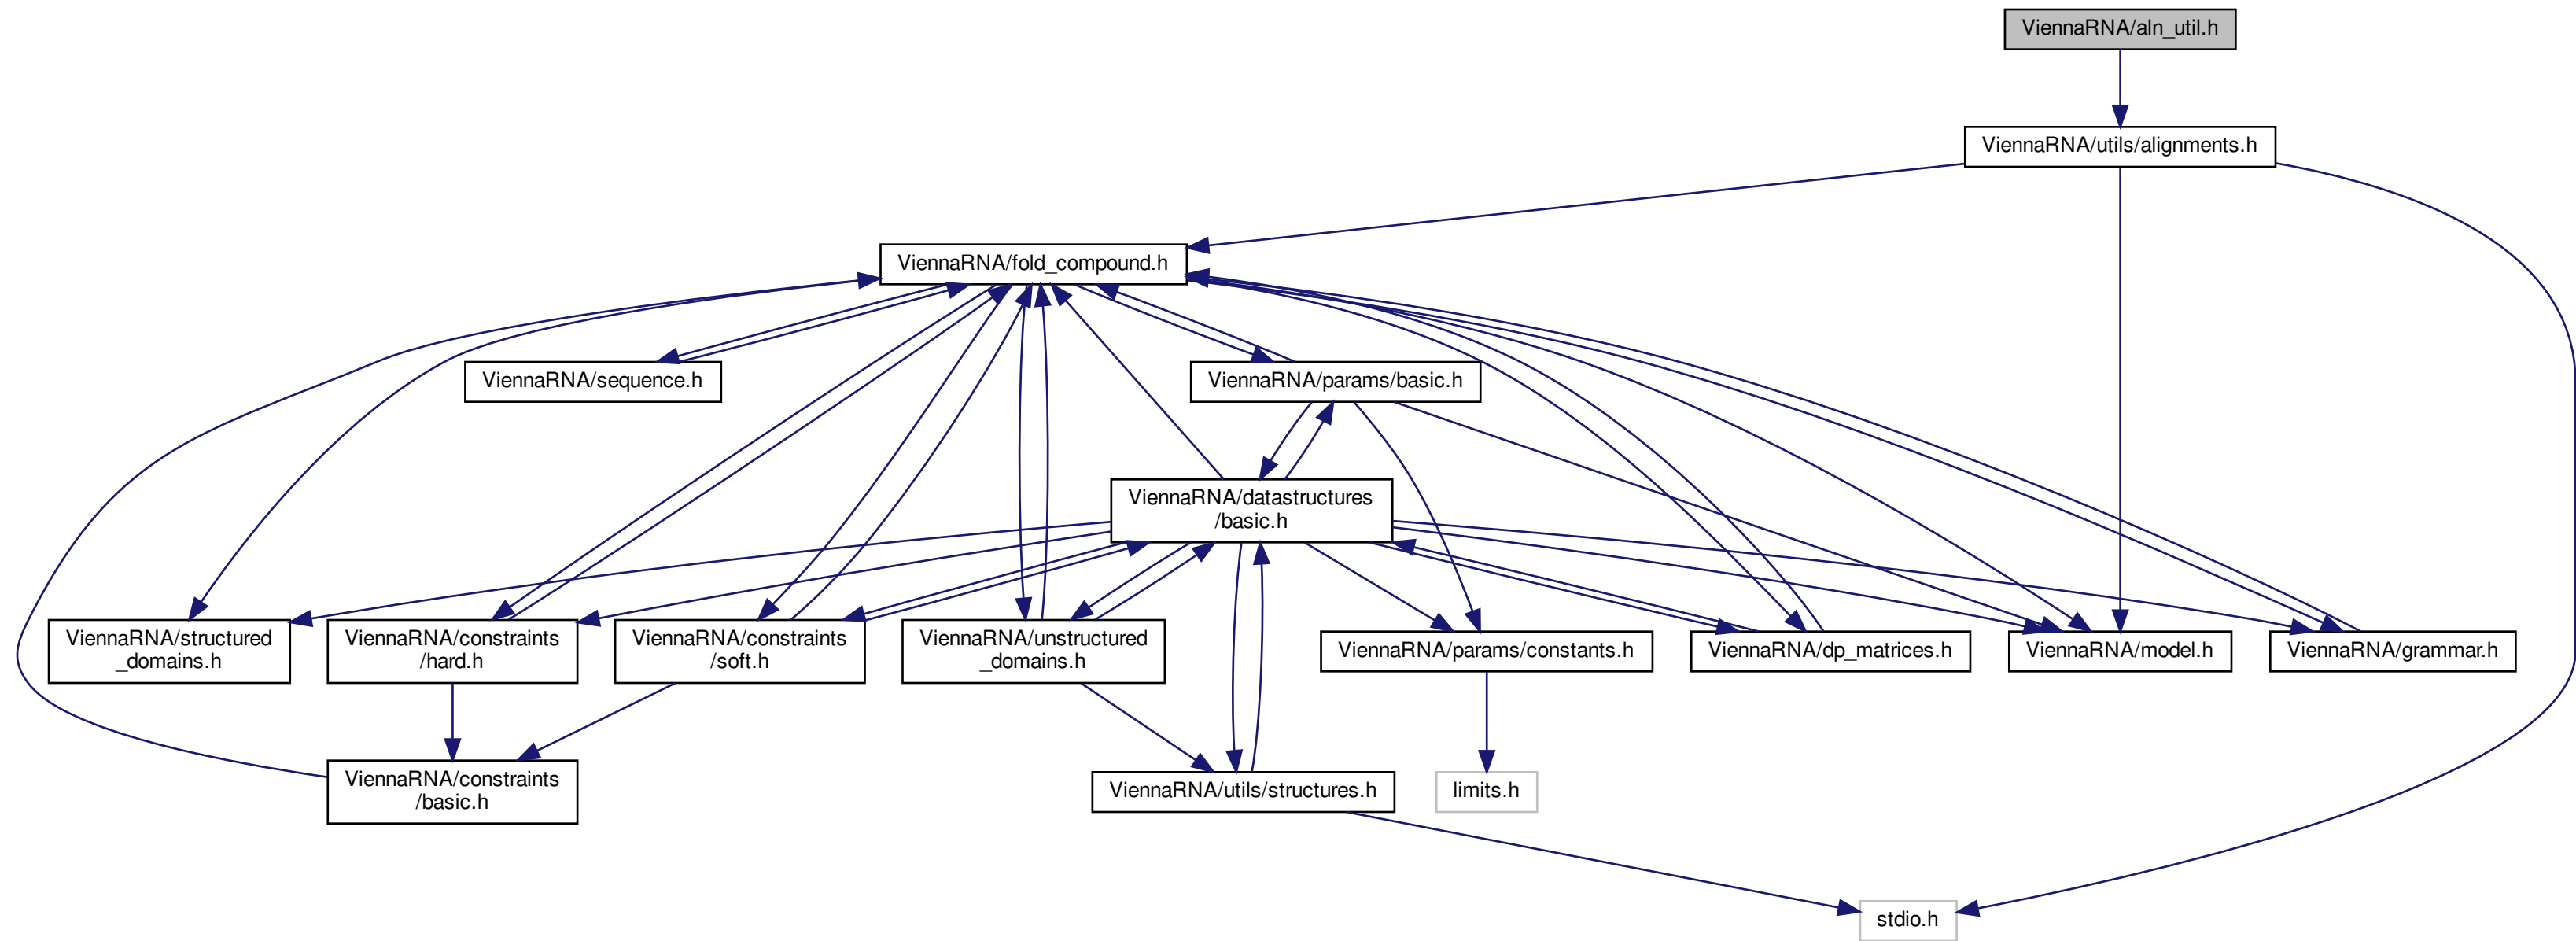 ViennaRNA/aln_util.h
ViennaRNA/utils/alignments.h
ViennaRNA/fold_compound.h
ViennaRNA/sequence.h
ViennaRNA/params/basic.h
ViennaRNA/datastructures
/basic.h
ViennaRNA/structured
_domains.h
ViennaRNA/constraints
/hard.h
ViennaRNA/constraints
/soft.h
ViennaRNA/unstructured
_domains.h
ViennaRNA/params/constants.h
ViennaRNA/dp_matrices.h
ViennaRNA/model.h
ViennaRNA/grammar.h
ViennaRNA/constraints
/basic.h
ViennaRNA/utils/structures.h
limits.h
stdio.h